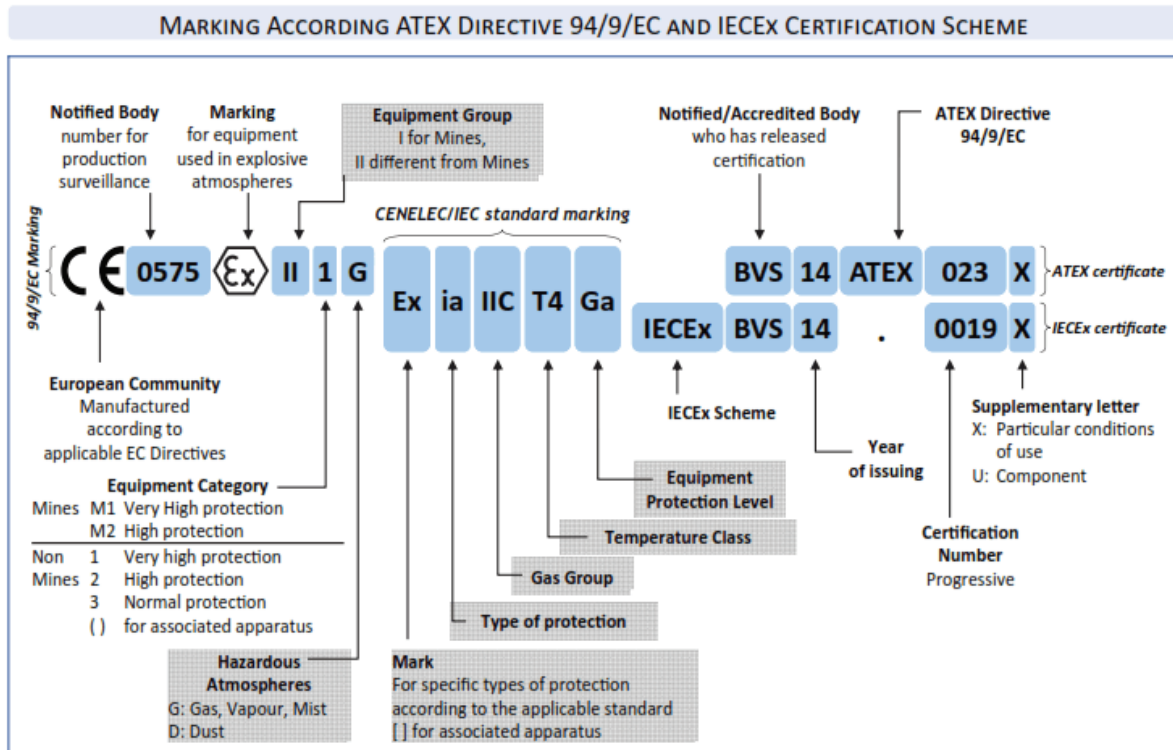 MARKING ACCORDING ATEX DIRECTIVE 94/9/EC AND IECEX CERTIFICATION SCHEME
Notified Body
number for
production
surveillance
Marking
for equipment
used in explosive
atmospheres
Equipment Group
I for Mines,
II different from Mines
Notified/Accredited Body
who has released
certification
ATEX Directive
94/9/EC
CENELEC/IEC standard marking
94/9/EC Marking
CE 0575 Ex II 1 G
Ex ia IIC T4 Ga
BVS 14 ATEX 023 X
ATEX certificate
IECEx BVS 14 . 0019 X
IECEx certificate
European Community
Manufactured
according to
applicable EC Directives
IECEx Scheme
Year
of issuing
Supplementary letter
X: Particular conditions
of use
U: Component
Equipment Category
Mines M1 Very High protection
M2 High protection
Non 1 Very high protection
Mines 2 High protection
3 Normal protection
( ) for associated apparatus
Equipment
Protection Level
Temperature Class
Gas Group
Type of protection
Certification
Number
Progressive
Hazardous
Atmospheres
G: Gas, Vapour, Mist
D: Dust
Mark
For specific types of protection
according to the applicable standard
[ ] for associated apparatus